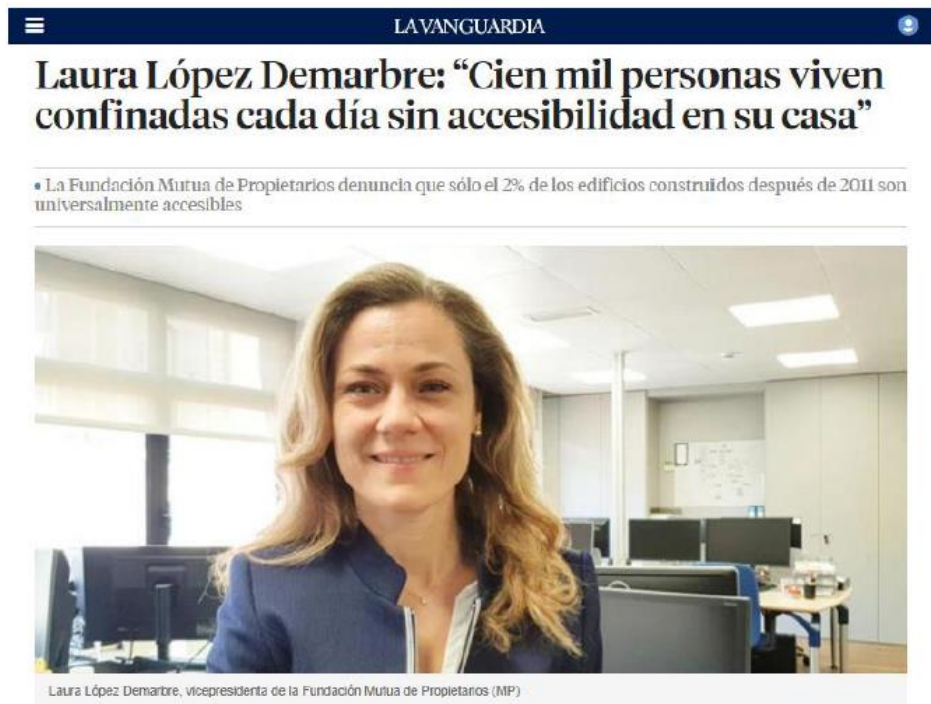 LA VANGUARDIA
Laura López Demarbre: “Cien mil personas viven
confinadas cada día sin accesibilidad en su casa”
▪ La Fundación Mutua de Propietarios denuncia que sólo el 2% de los edificios construidos después de 2011 son
universalmente accesibles
Laura López Demarbre, vicepresidenta de la Fundación Mutua de Propietarios (MP)